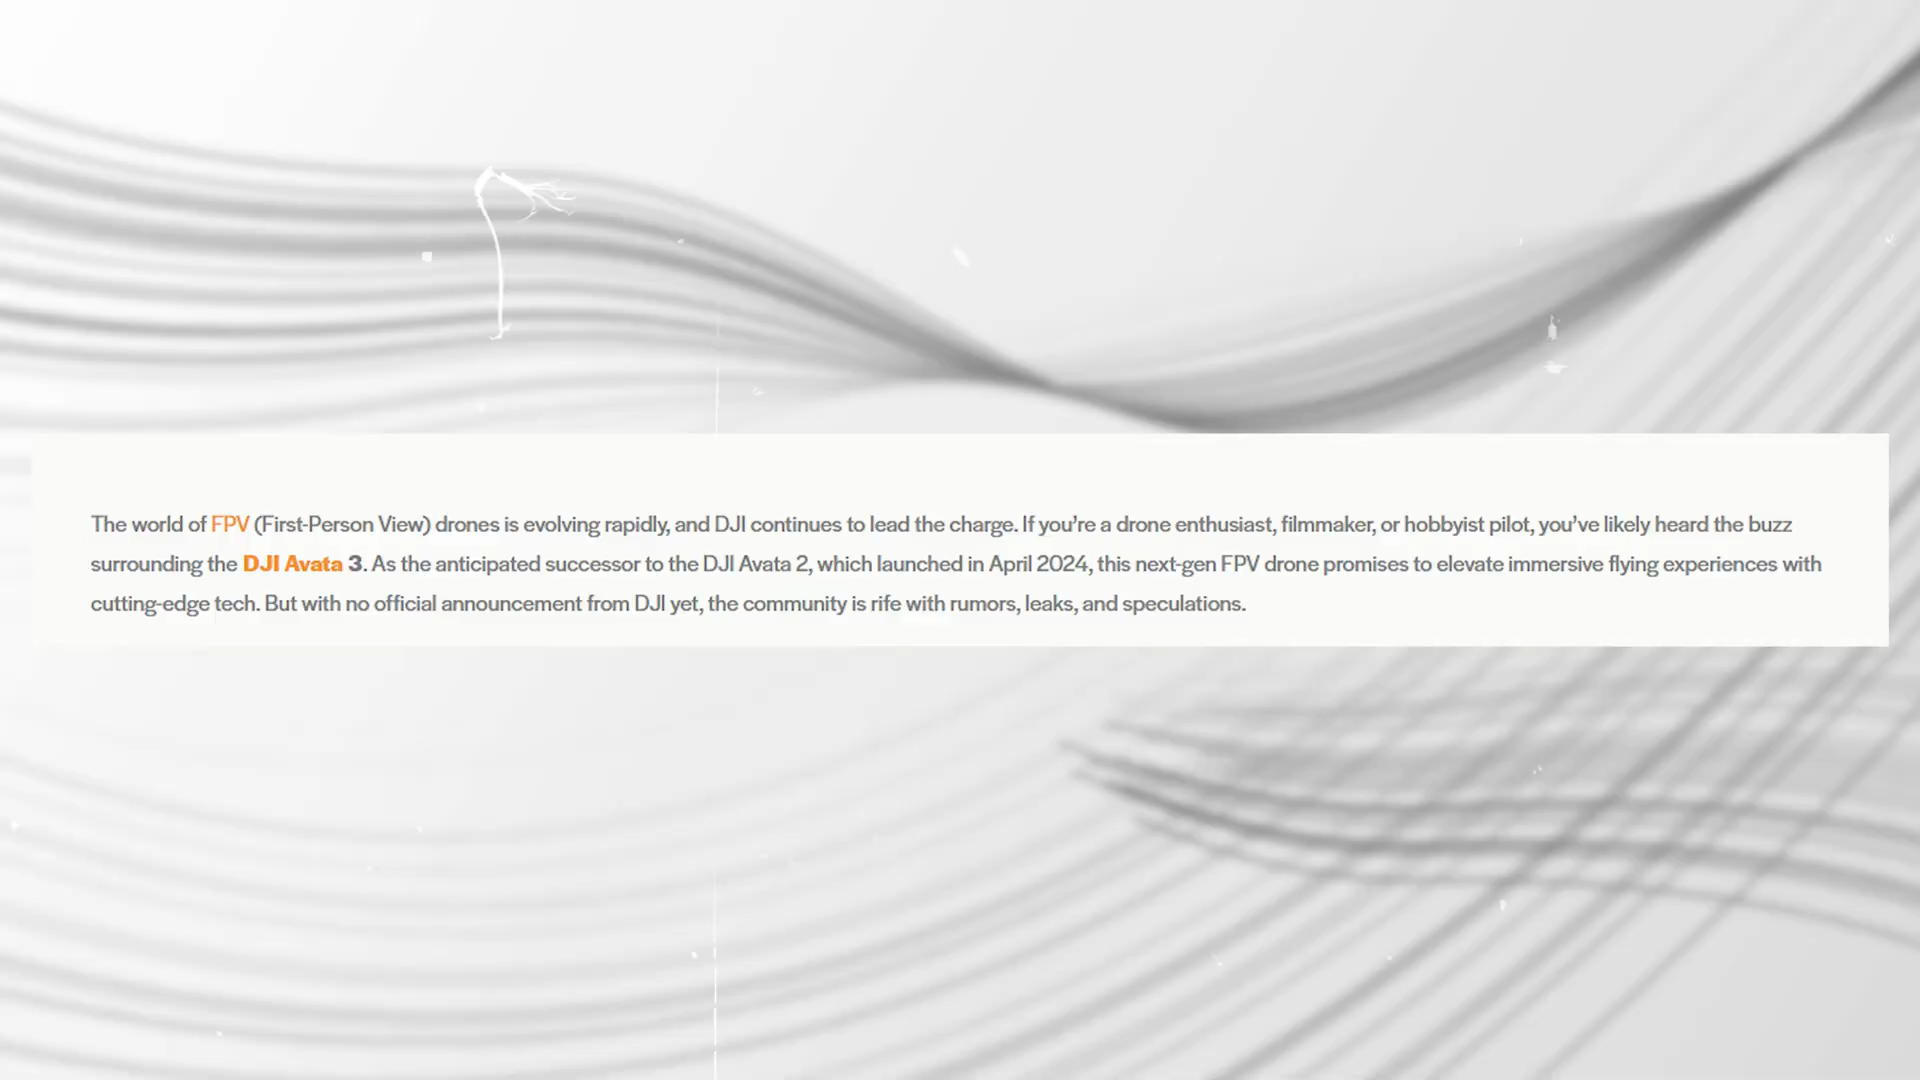 The world of FPV (First-Person View) drones is evolving rapidly, and DJI continues to lead the charge. If you’re a drone enthusiast, filmmaker, or hobbyist pilot, you’ve likely heard the buzz
surrounding the DJI Avata 3. As the anticipated successor to the DJI Avata 2, which launched in April 2024, this next-gen FPV drone promises to elevate immersive flying experiences with
cutting-edge tech. But with no official announcement from DJI yet, the community is rife with rumors, leaks, and speculations.